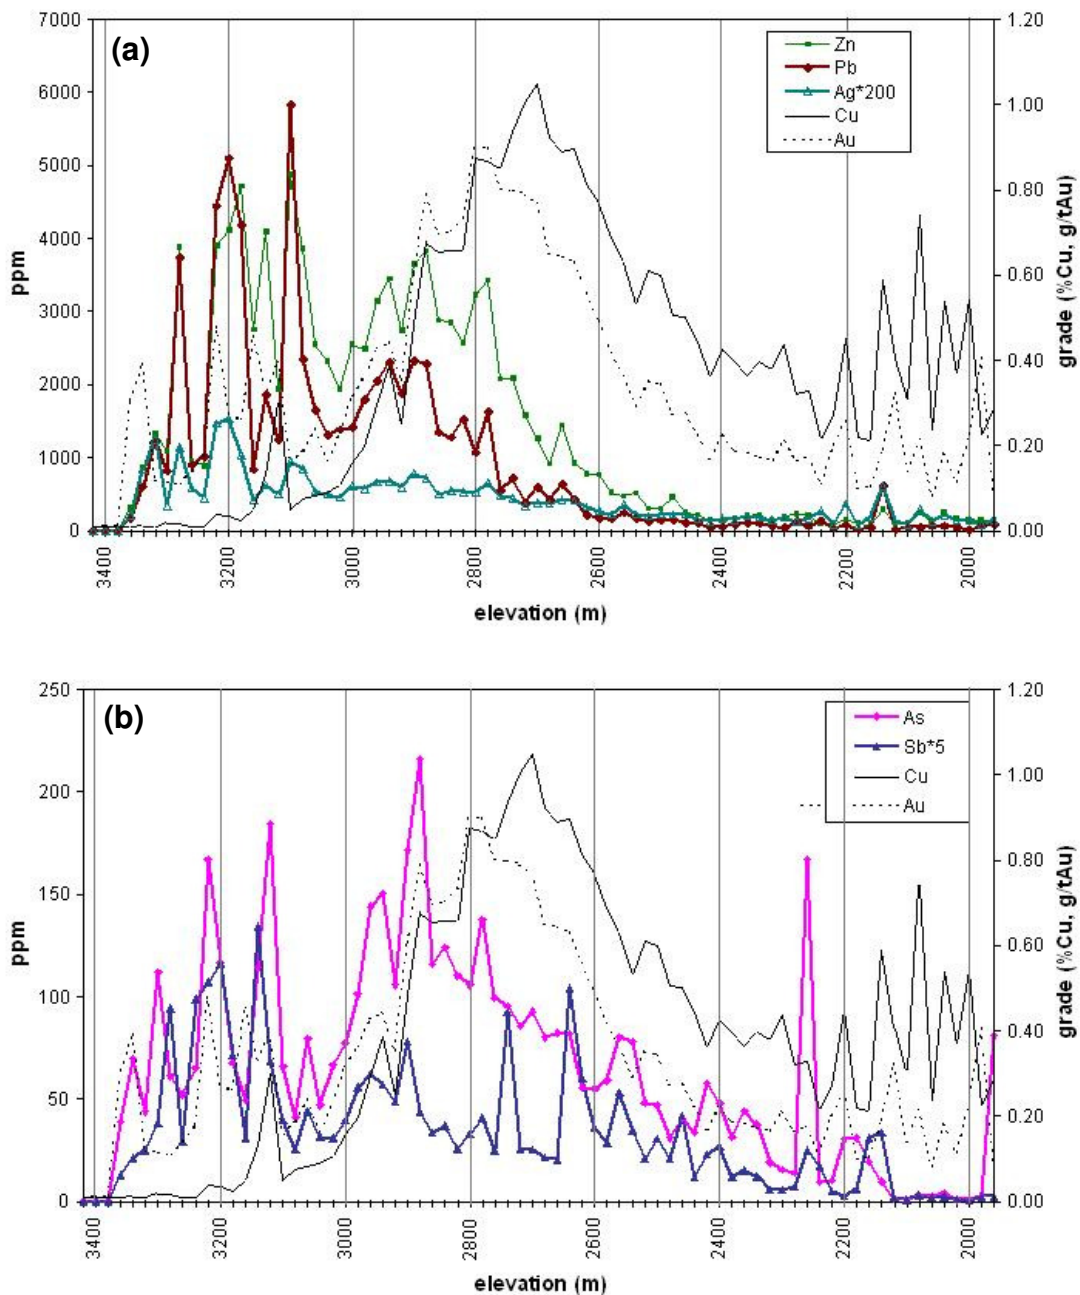 (a)
7000
6000
5000
4000
3000
2000
1000
0
ppm
1.20
1.00
0.80
0.60
0.40
0.20
0.00
grade (%Cu, g/tAu)
Zn
Pb
Ag*200
Cu
Au
3400
3200
3000
2800
2600
2400
2200
2000
elevation (m)
(b)
250
200
150
100
50
0
ppm
1.20
1.00
0.80
0.60
0.40
0.20
0.00
grade (%Cu, g/tAu)
As
Sb*5
Cu
Au
3400
3200
3000
2800
2600
2400
2200
2000
elevation (m)